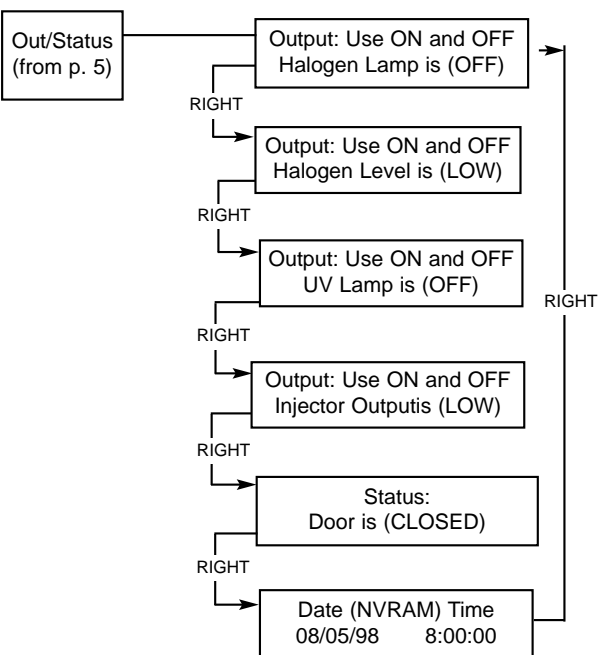 Out/Status
(from p. 5)
Output: Use ON and OFF
Halogen Lamp is (OFF)
RIGHT
Output: Use ON and OFF
Halogen Level is (LOW)
RIGHT
Output: Use ON and OFF
UV Lamp is (OFF)
RIGHT
RIGHT
Output: Use ON and OFF
Injector Outputis (LOW)
RIGHT
Status:
Door is (CLOSED)
RIGHT
Date (NVRAM) Time
08/05/98 8:00:00